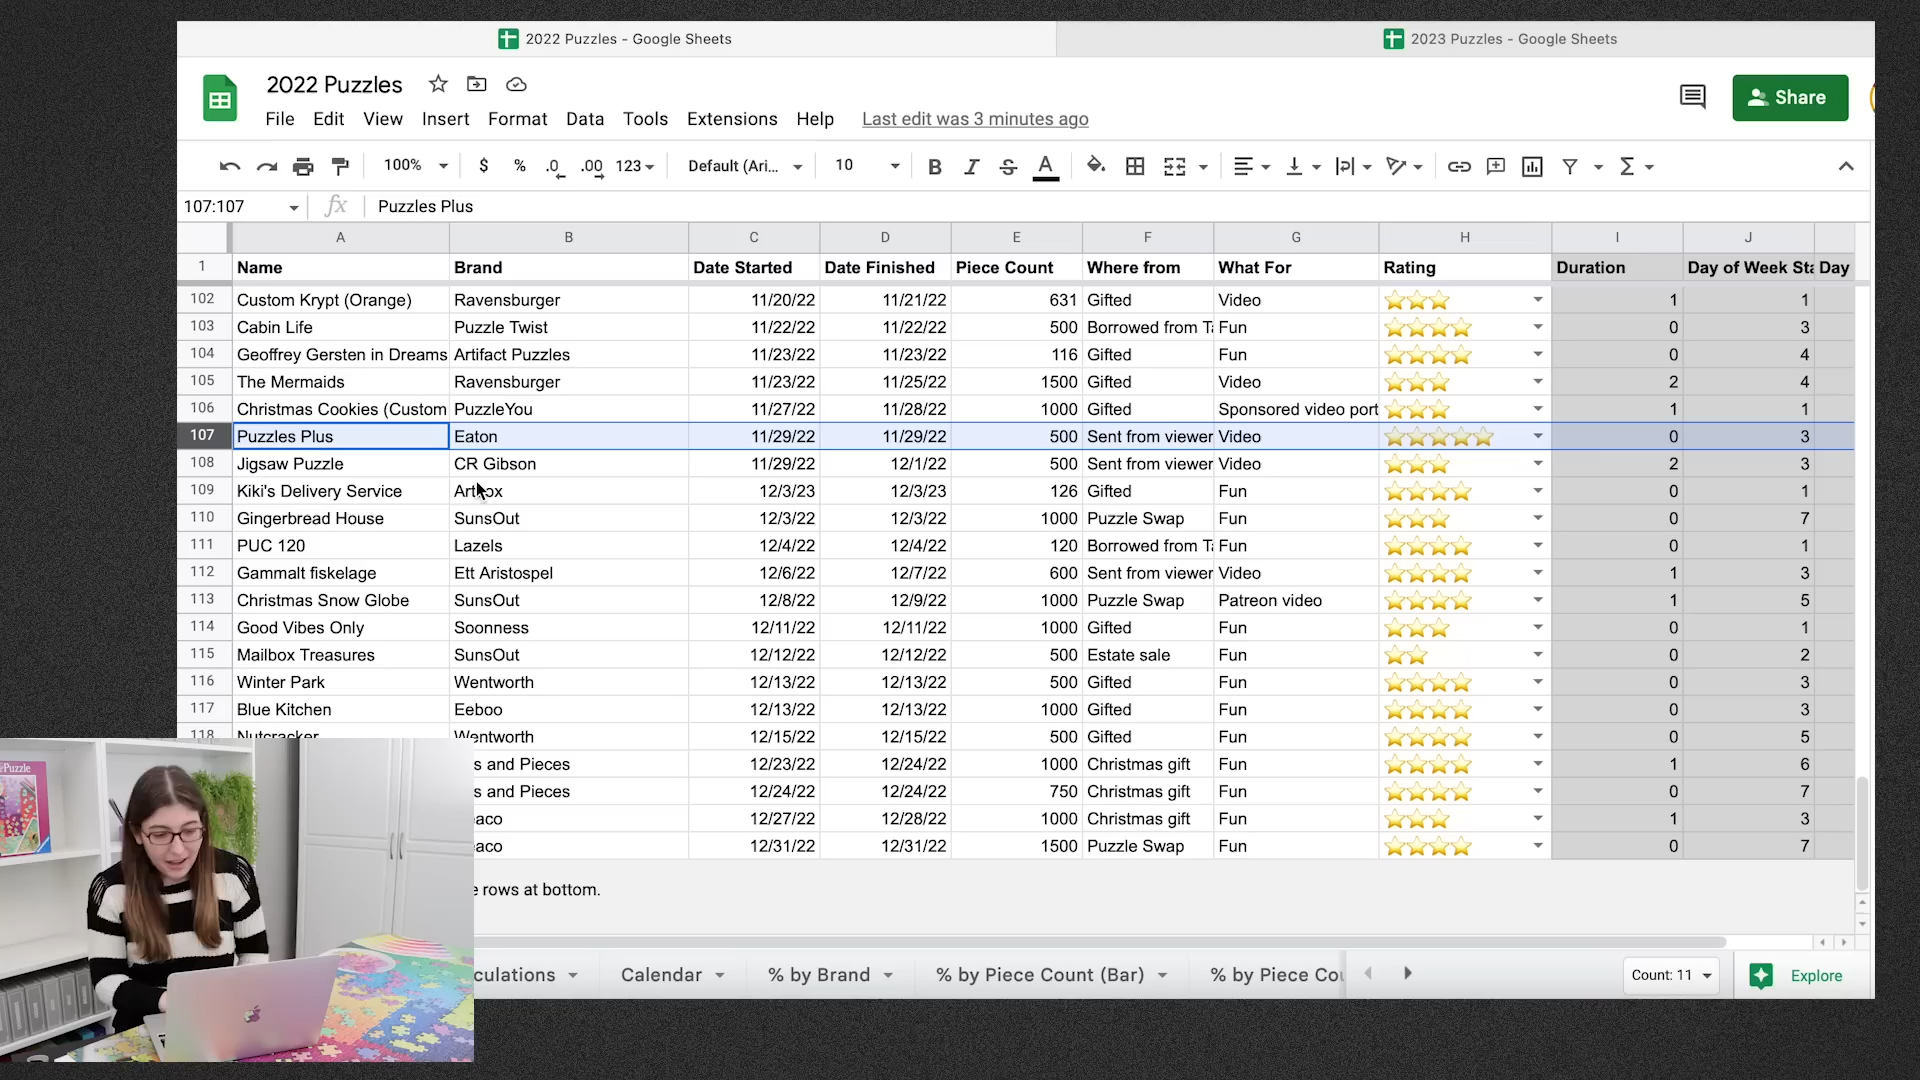 2022 Puzzles - Google Sheets
2023 Puzzles - Google Sheets
2022 Puzzles
Share
File Edit View Insert Format Data Tools Extensions Help Last edit was 3 minutes ago
100% $ % .0 .00 123 Default (Ari... 10 B I S A
107:107 fx Puzzles Plus
A B C D E F G H I J
1 Name Brand Date Started Date Finished Piece Count Where from What For Rating Duration Day of Week Sta Day
102 Custom Krypt (Orange) Ravensburger 11/20/22 11/21/22 631 Gifted Video 1 1
103 Cabin Life Puzzle Twist 11/22/22 11/22/22 500 Borrowed from Ta Fun 0 3
104 Geoffrey Gersten in Dreams Artifact Puzzles 11/23/22 11/23/22 116 Gifted Fun 0 4
105 The Mermaids Ravensburger 11/23/22 11/25/22 1500 Gifted Video 2 4
106 Christmas Cookies (Custom PuzzleYou 11/27/22 11/28/22 1000 Gifted Sponsored video port 1 1
107 Puzzles Plus Eaton 11/29/22 11/29/22 500 Sent from viewer Video 0 3
108 Jigsaw Puzzle CR Gibson 11/29/22 12/1/22 500 Sent from viewer Video 2 3
109 Kiki's Delivery Service Artbox 12/3/23 12/3/23 126 Gifted Fun 0 1
110 Gingerbread House SunsOut 12/3/22 12/3/22 1000 Puzzle Swap Fun 0 7
111 PUC 120 Lazels 12/4/22 12/4/22 120 Borrowed from Ta Fun 0 1
112 Gammalt fiskelage Ett Aristospel 12/6/22 12/7/22 600 Sent from viewer Video 1 3
113 Christmas Snow Globe SunsOut 12/8/22 12/9/22 1000 Puzzle Swap Patreon video 1 5
114 Good Vibes Only Soonness 12/11/22 12/11/22 1000 Gifted Fun 0 1
115 Mailbox Treasures SunsOut 12/12/22 12/12/22 500 Estate sale Fun 0 2
116 Winter Park Wentworth 12/13/22 12/13/22 500 Gifted Fun 0 3
117 Blue Kitchen Eeboo 12/13/22 12/13/22 1000 Gifted Fun 0 3
118 Nutcracker Wentworth 12/15/22 12/15/22 500 Gifted Fun 0 5
s and Pieces 12/23/22 12/24/22 1000 Christmas gift Fun 1 6
s and Pieces 12/24/22 12/24/22 750 Christmas gift Fun 0 7
aco 12/27/22 12/28/22 1000 Christmas gift Fun 1 3
aco 12/31/22 12/31/22 1500 Puzzle Swap Fun 0 7
Puzzle
rows at bottom.
culations Calendar % by Brand % by Piece Count (Bar) % by Piece Cou Count: 11 Explore